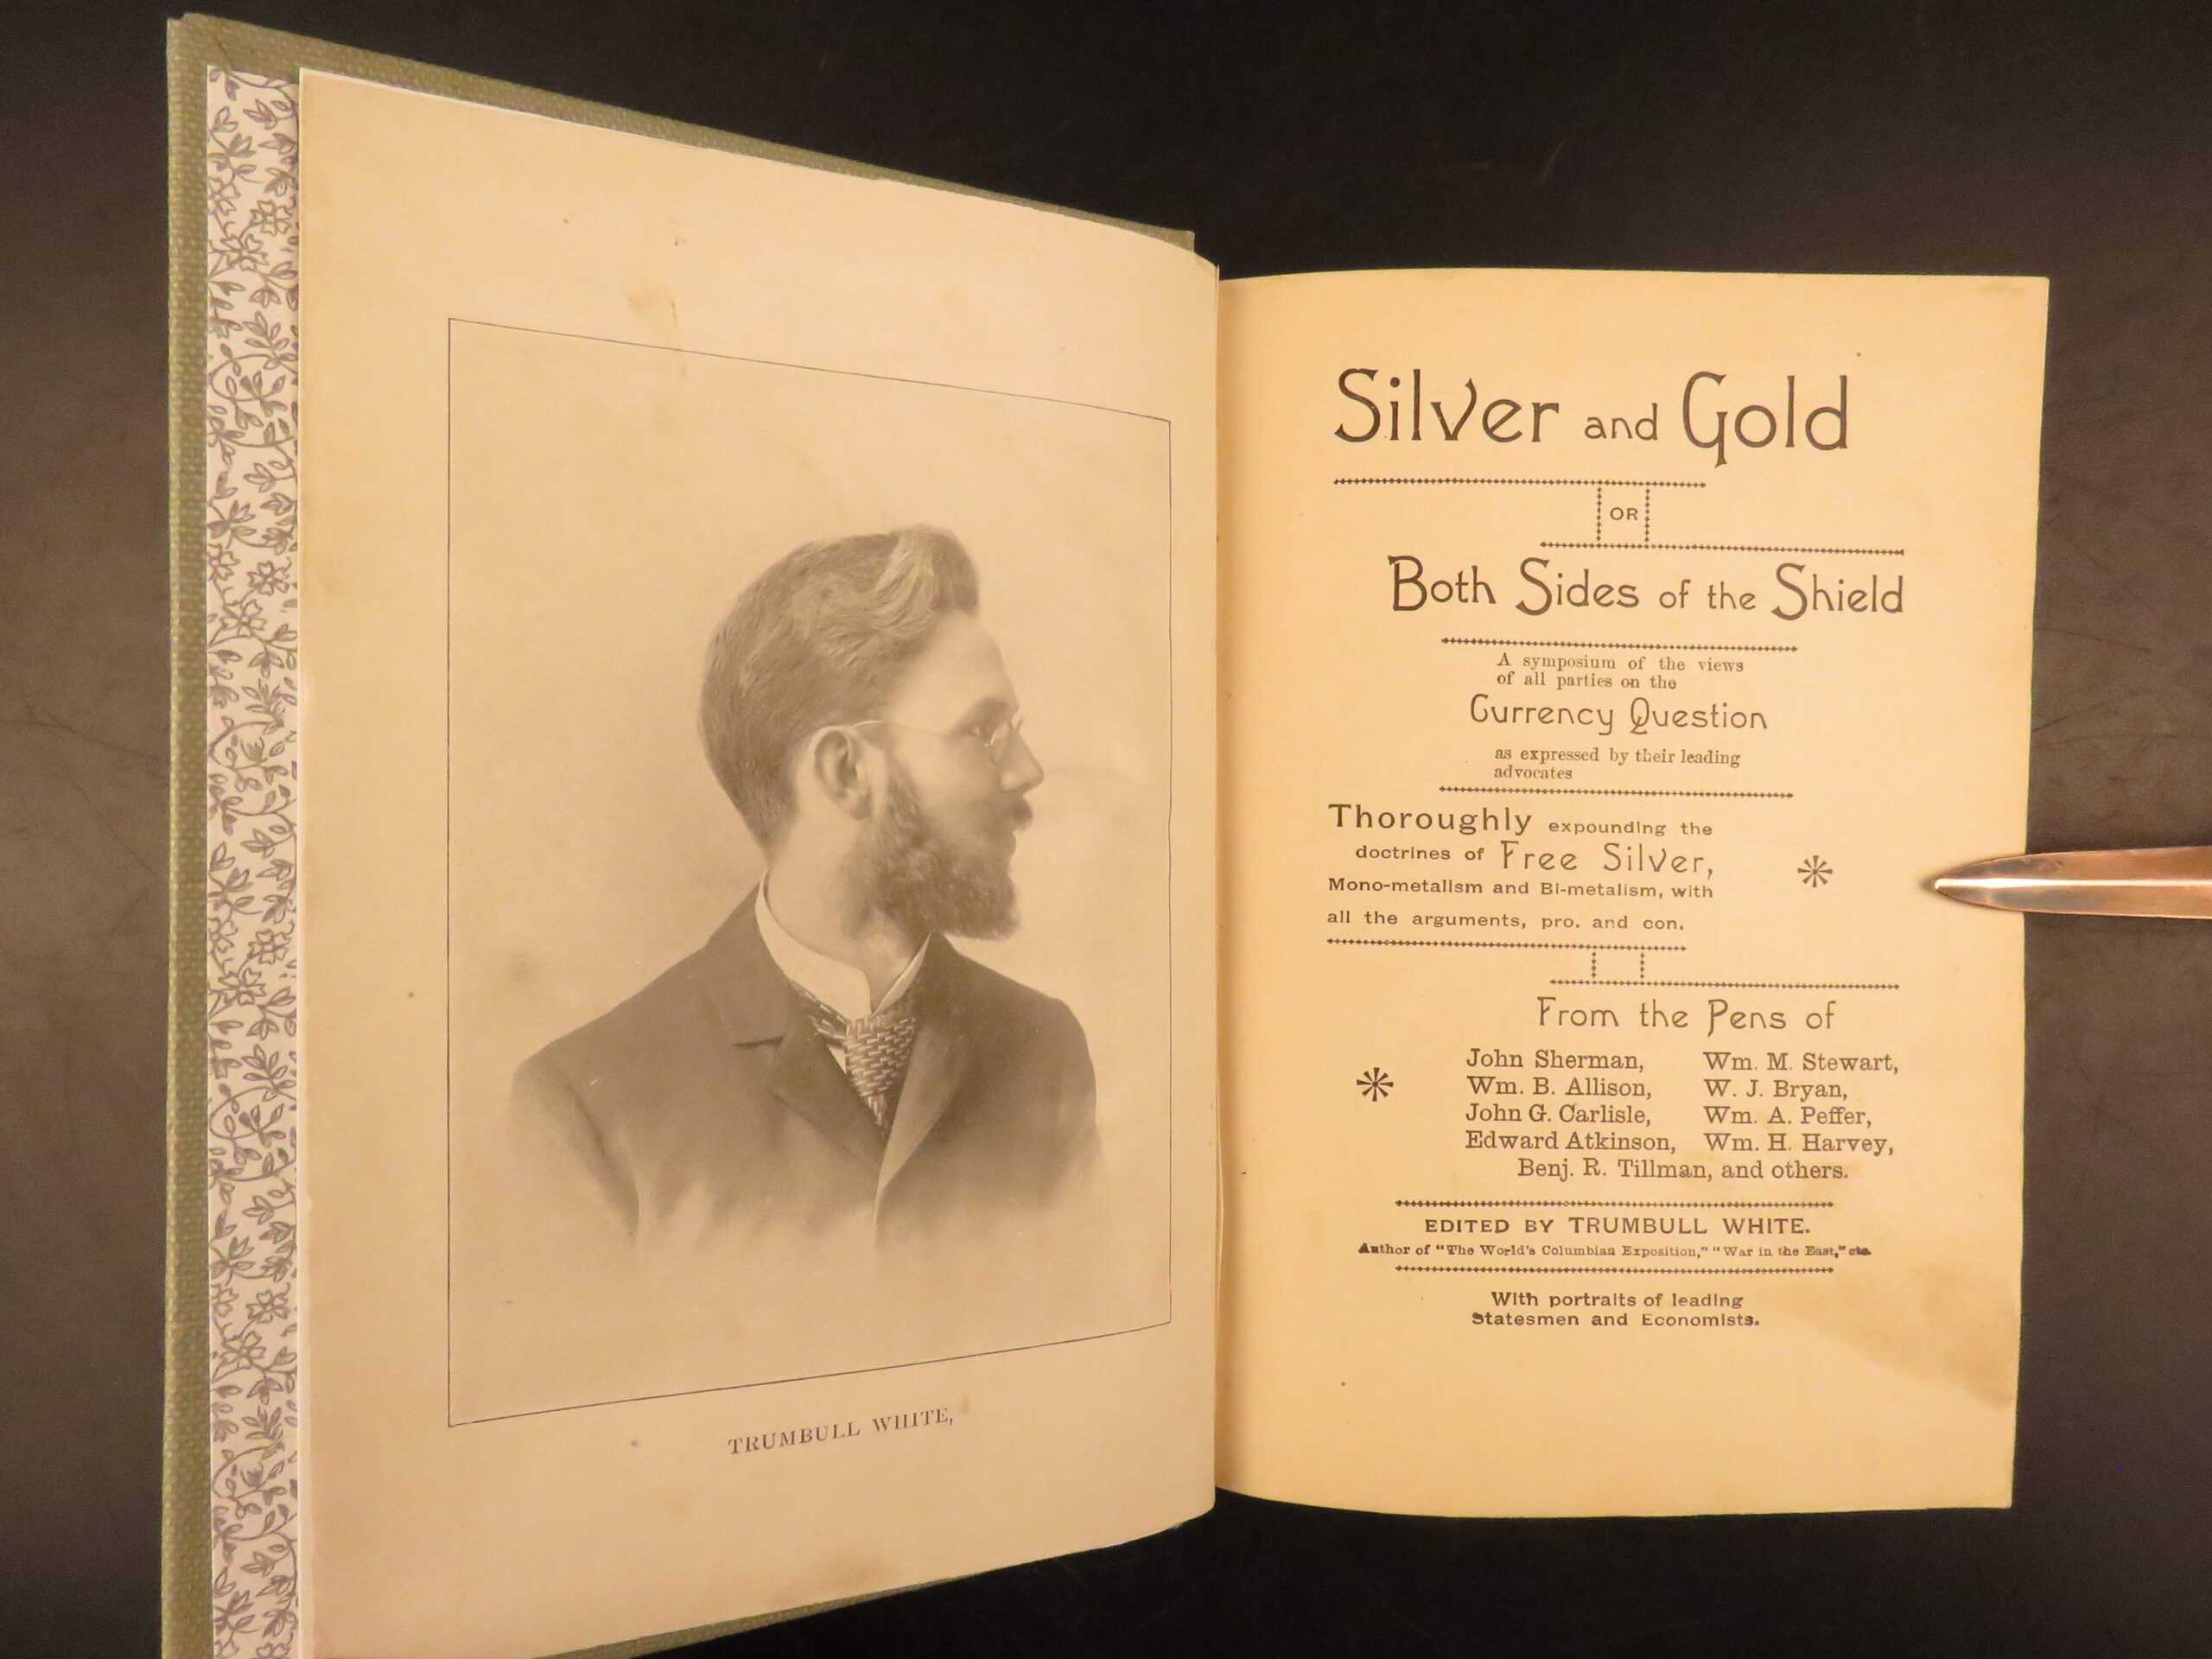 TRUMBULL WHITE,
Silver and Gold
OR
Both Sides of the Shield
A symposium of the views
of all parties on the
Currency Question
as expressed by their leading
advocates
Thoroughly expounding the
doctrines of Free Silver,
Mono-metalism and Bi-metalism, with
all the arguments, pro. and con.
From the Pens of
John Sherman, Wm. M. Stewart,
Wm. B. Allison, W. J. Bryan,
John G. Carlisle, Wm. A. Peffer,
Edward Atkinson, Wm. H. Harvey,
Benj. R. Tillman, and others.
EDITED BY TRUMBULL WHITE.
Author of "The World's Columbian Exposition," "War in the East," etc.
With portraits of leading
Statesmen and Economists.